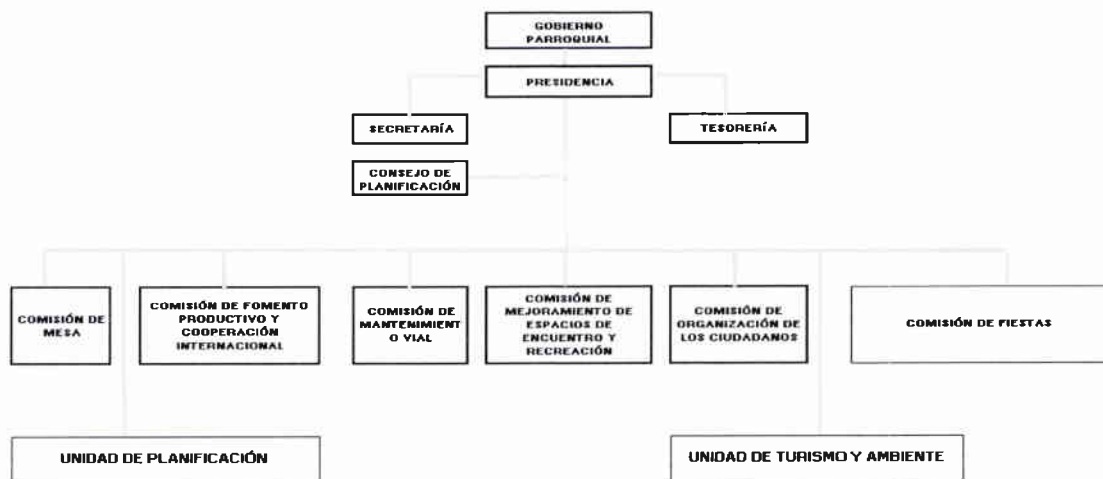 GOBIERNO
PARROQUIAL
PRESIDENCIA
SECRETARÍA
TESORERÍA
CONSEJO DE
PLANIFICACIÓN
COMISIÓN DE
MESA
COMISIÓN DE FOMENTO
PRODUCTIVO Y
COOPERACIÓN
INTERNACIONAL
COMISIÓN DE
MANTENIMIENT
O VIAL
COMISIÓN DE
MEJORAMIENTO DE
ESPACIOS DE
ENCUENTRO Y
RECREACIÓN
COMISIÓN DE
ORGANIZACIÓN DE
LOS CIUDADANOS
COMISIÓN DE FIESTAS
UNIDAD DE PLANIFICACIÓN
UNIDAD DE TURISMO Y AMBIENTE